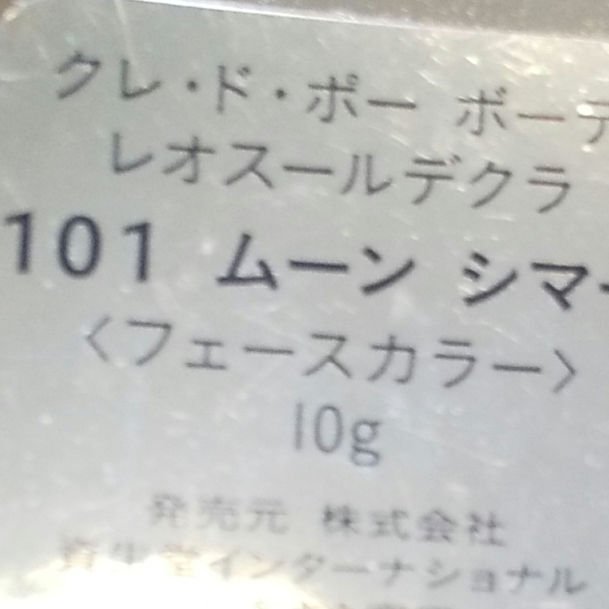 クレ・ド・ポー ボーテ
レオスールデクラ
101 ムーン シマー
〈フェースカラー〉
10g
発売元 株式会社
資生堂インターナショナル